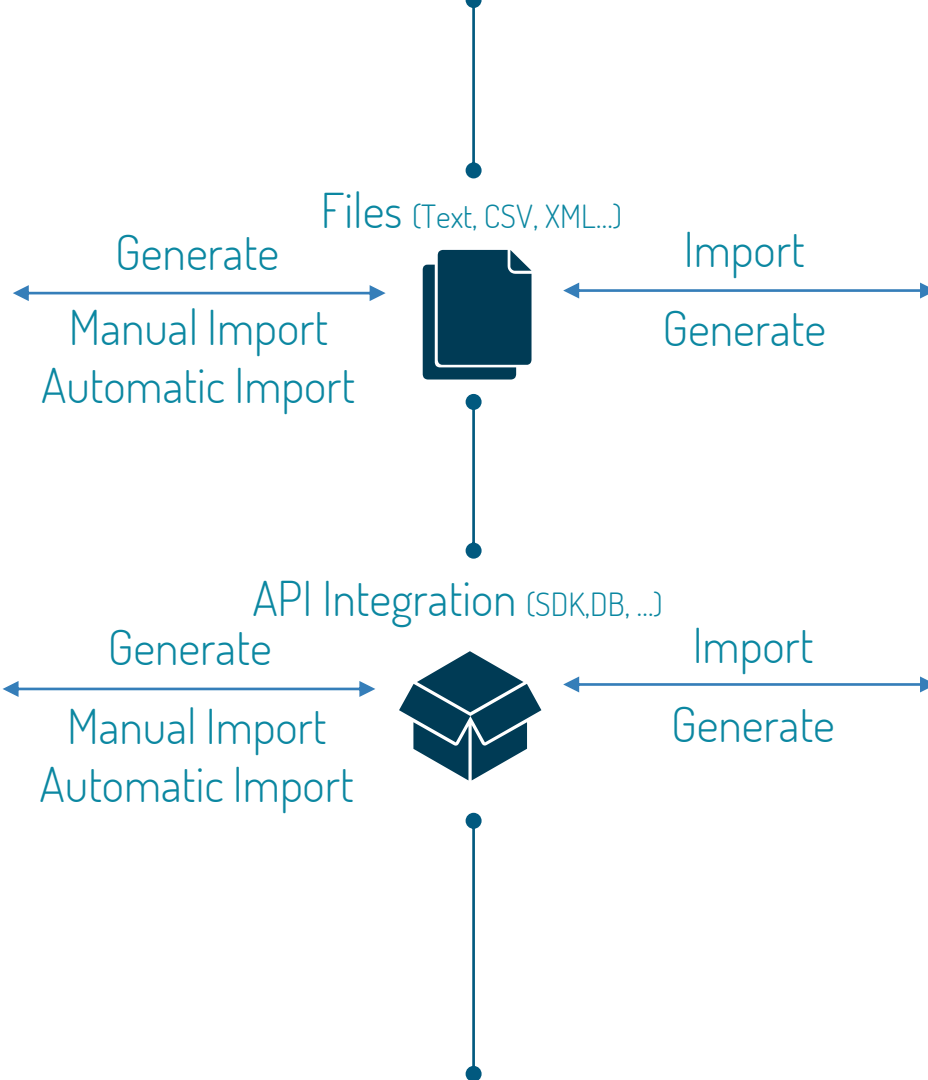 Files (Text, CSV, XML...)
Generate
Manual Import
Automatic Import
Import
Generate
API Integration (SDK,DB, ...)
Generate
Manual Import
Automatic Import
Import
Generate